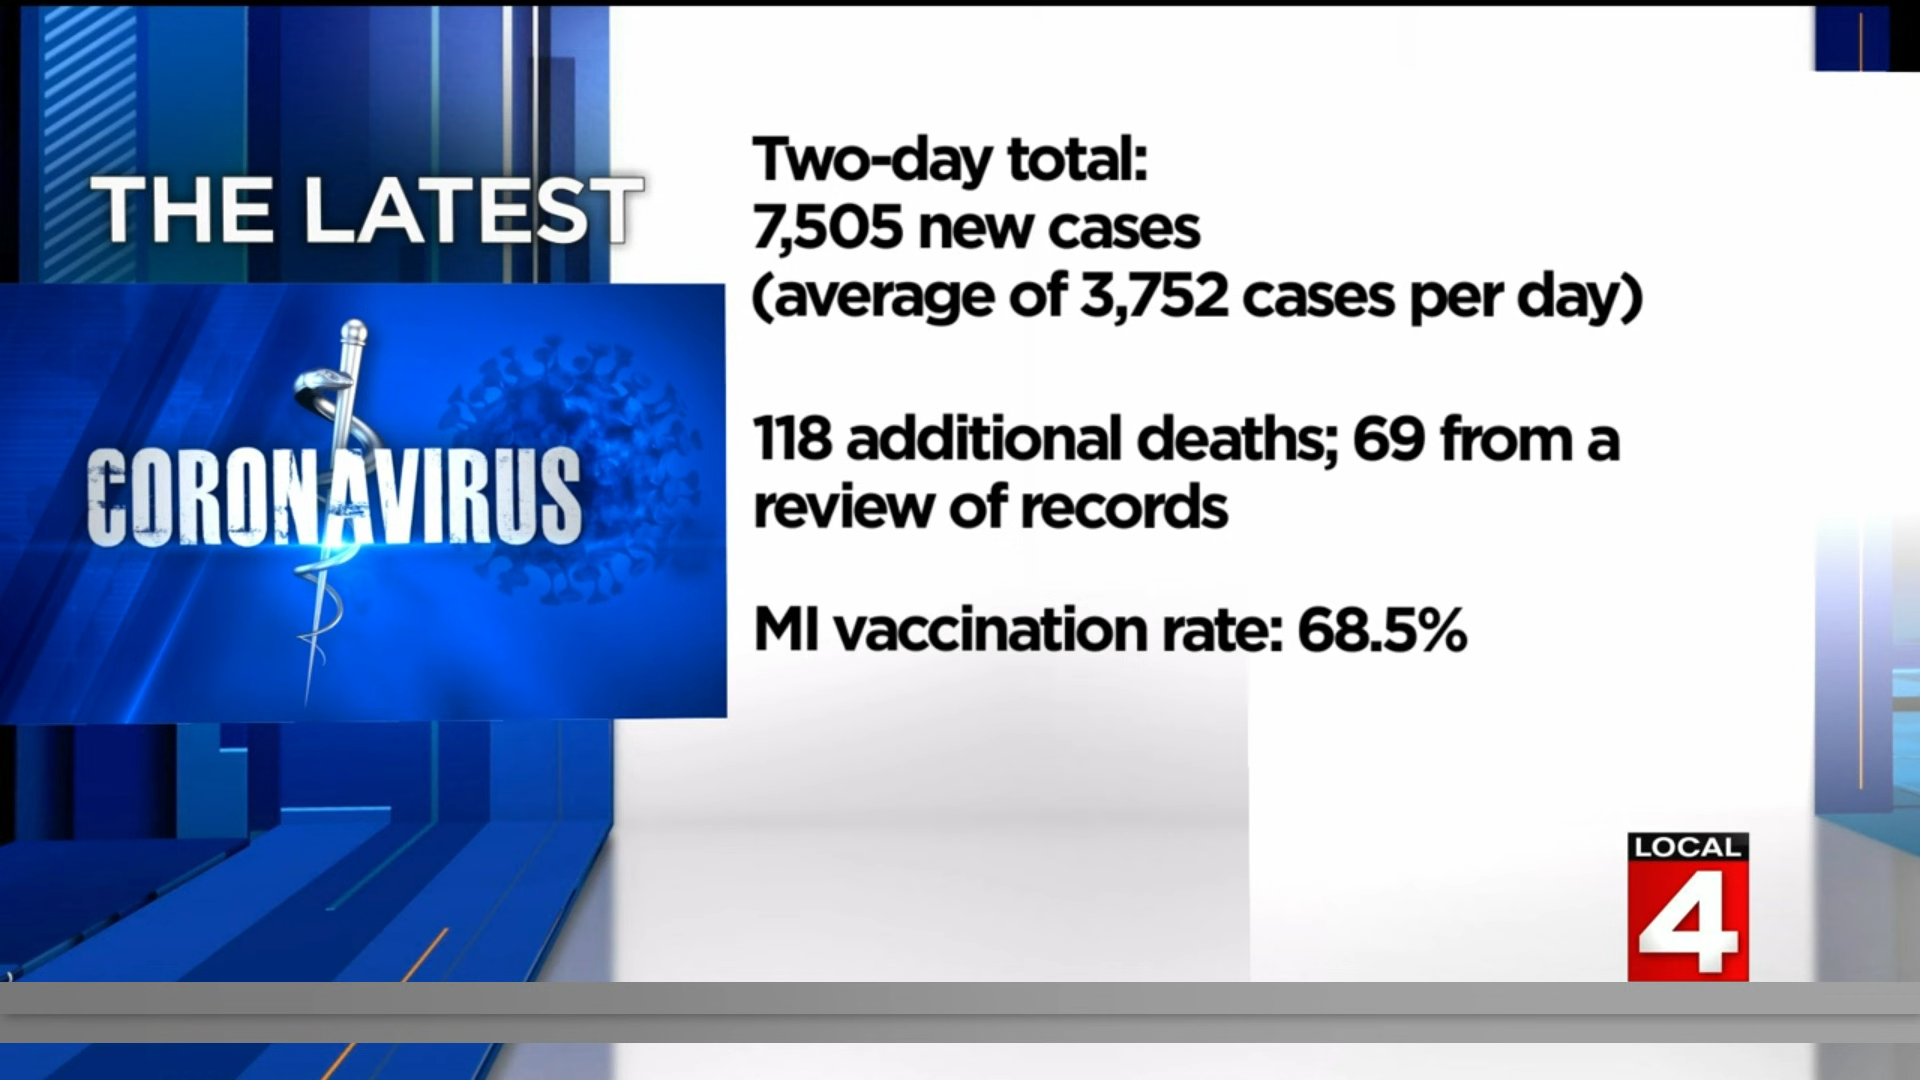 THE LATEST
CORONAVIRUS
Two-day total:
7,505 new cases
(average of 3,752 cases per day)
118 additional deaths; 69 from a
review of records
MI vaccination rate: 68.5%
LOCAL
4